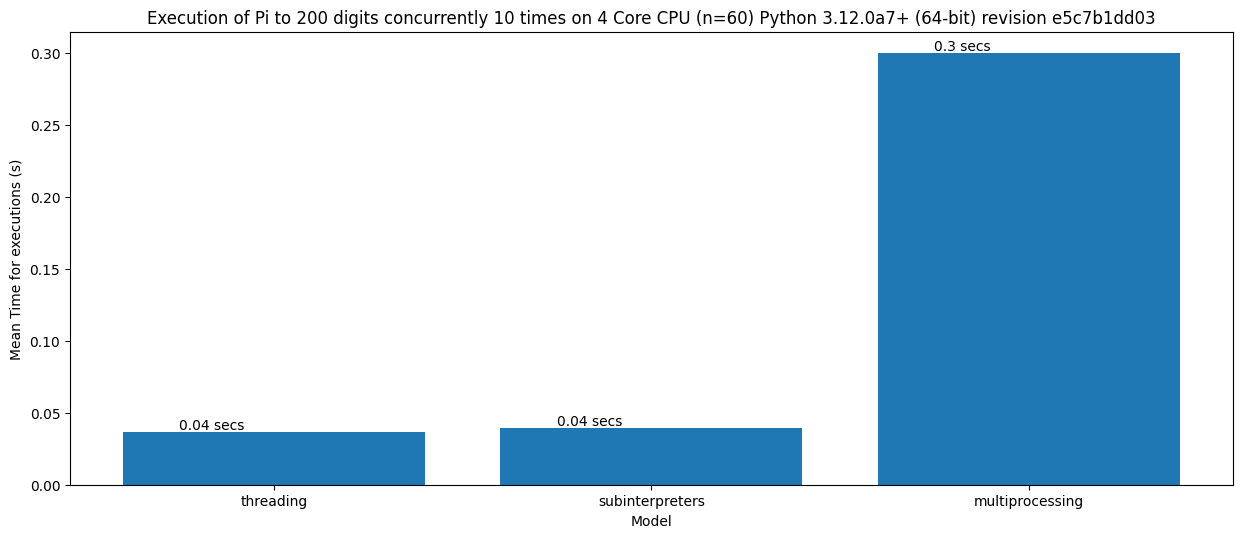 Execution of Pi to 200 digits concurrently 10 times on 4 Core CPU (n=60) Python 3.12.0a7+ (64-bit) revision e5c7b1dd03
Mean Time for executions (s)
0.30
0.25
0.20
0.15
0.10
0.05
0.00
0.04 secs
0.04 secs
0.3 secs
threading
subinterpreters
multiprocessing
Model